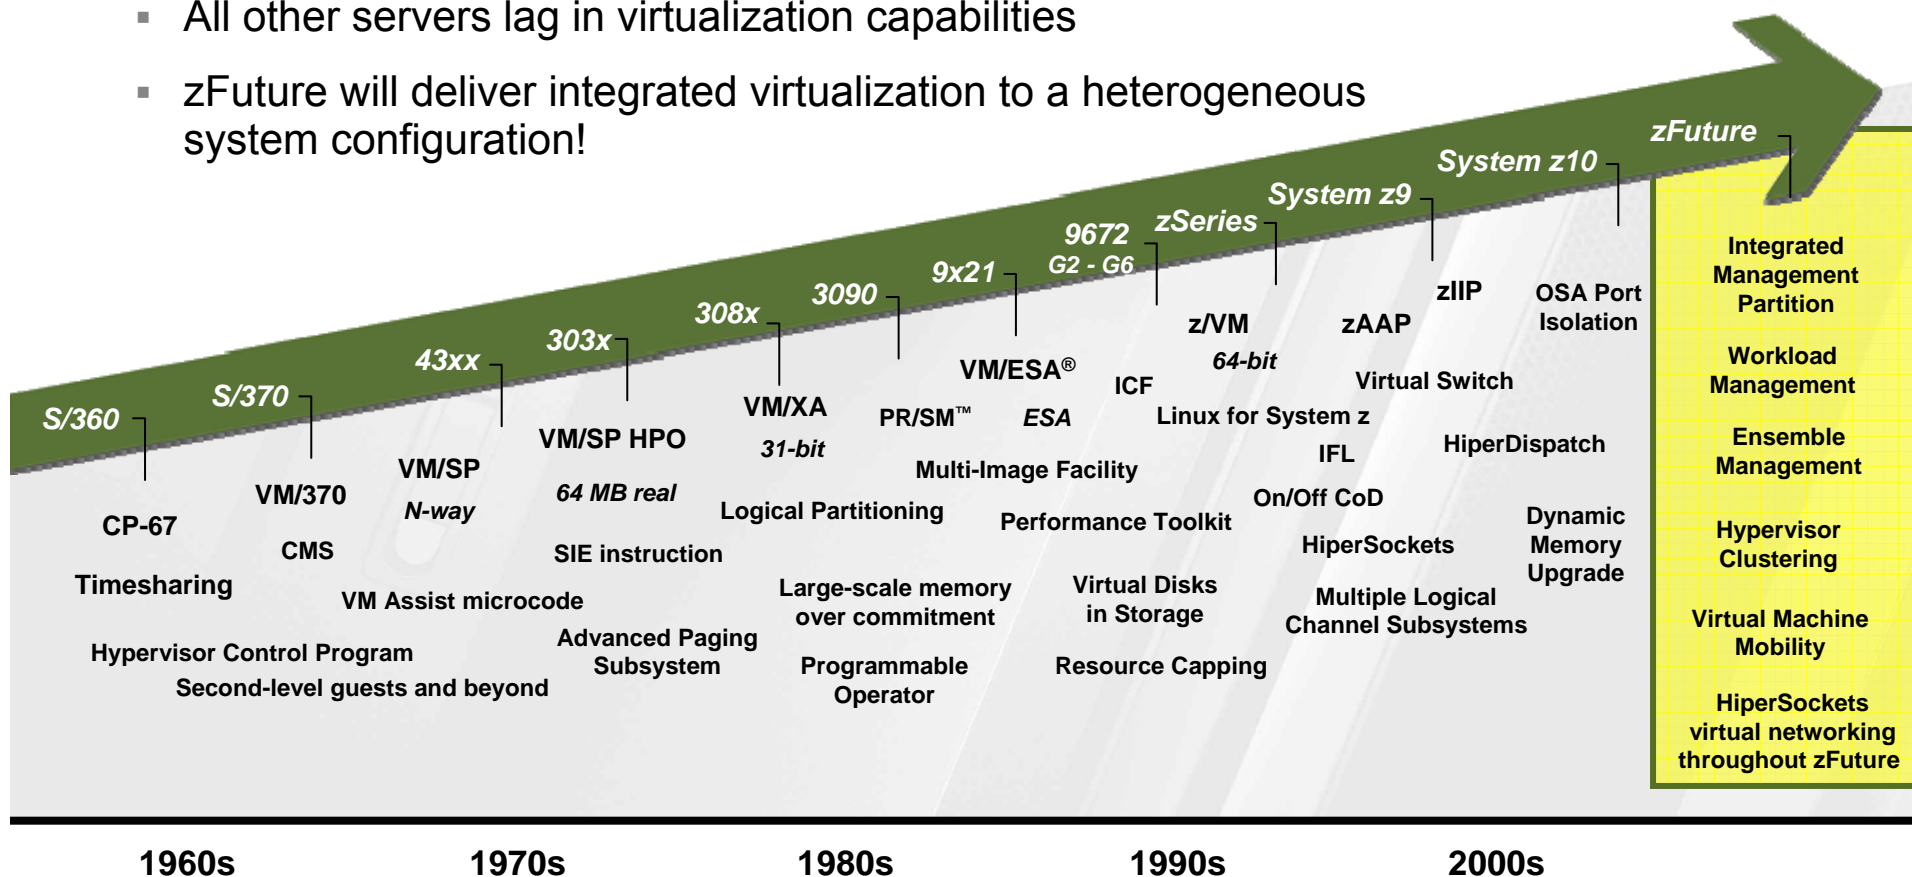 ▪ All other servers lag in virtualization capabilities
▪ zFuture will deliver integrated virtualization to a heterogeneous
system configuration!
S/360
S/370
43xx
303x
308x
3090
9x21
9672
G2 - G6
zSeries
System z9
System z10
zFuture
CP-67
Timesharing
Hypervisor Control Program
Second-level guests and beyond
VM/370
CMS
VM Assist microcode
VM/SP
N-way
VM/SP HPO
64 MB real
SIE instruction
Advanced Paging
Subsystem
VM/XA
31-bit
Logical Partitioning
Large-scale memory
over commitment
Programmable
Operator
PR/SM™
VM/ESA®
ESA
Multi-Image Facility
Performance Toolkit
Virtual Disks
in Storage
Resource Capping
ICF
z/VM
64-bit
Linux for System z
IFL
On/Off CoD
HiperSockets
Multiple Logical
Channel Subsystems
zAAP
Virtual Switch
zIIP
HiperDispatch
OSA Port
Isolation
Dynamic
Memory
Upgrade
Integrated
Management
Partition
Workload
Management
Ensemble
Management
Hypervisor
Clustering
Virtual Machine
Mobility
HiperSockets
virtual networking
throughout zFuture
1960s
1970s
1980s
1990s
2000s